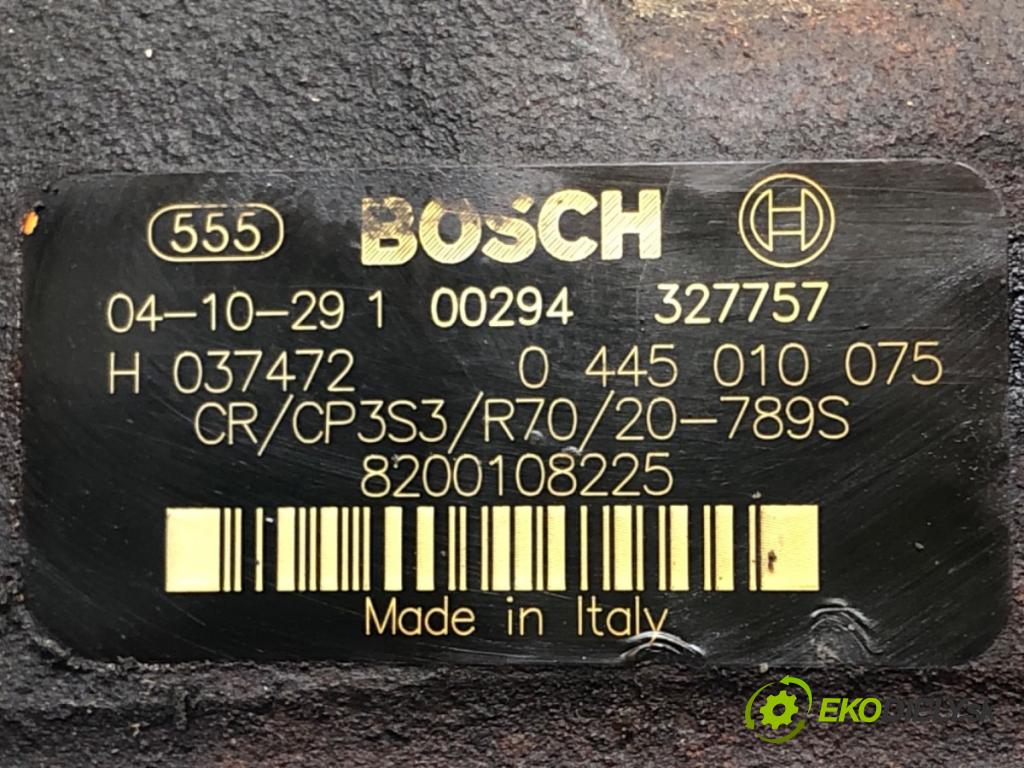 555 BOSCH
04-10-29 1 00294 327757
H 037472 0 445 010 075
CR/CP3S3/R70/20-789S
8200108225
Made in Italy
EKO